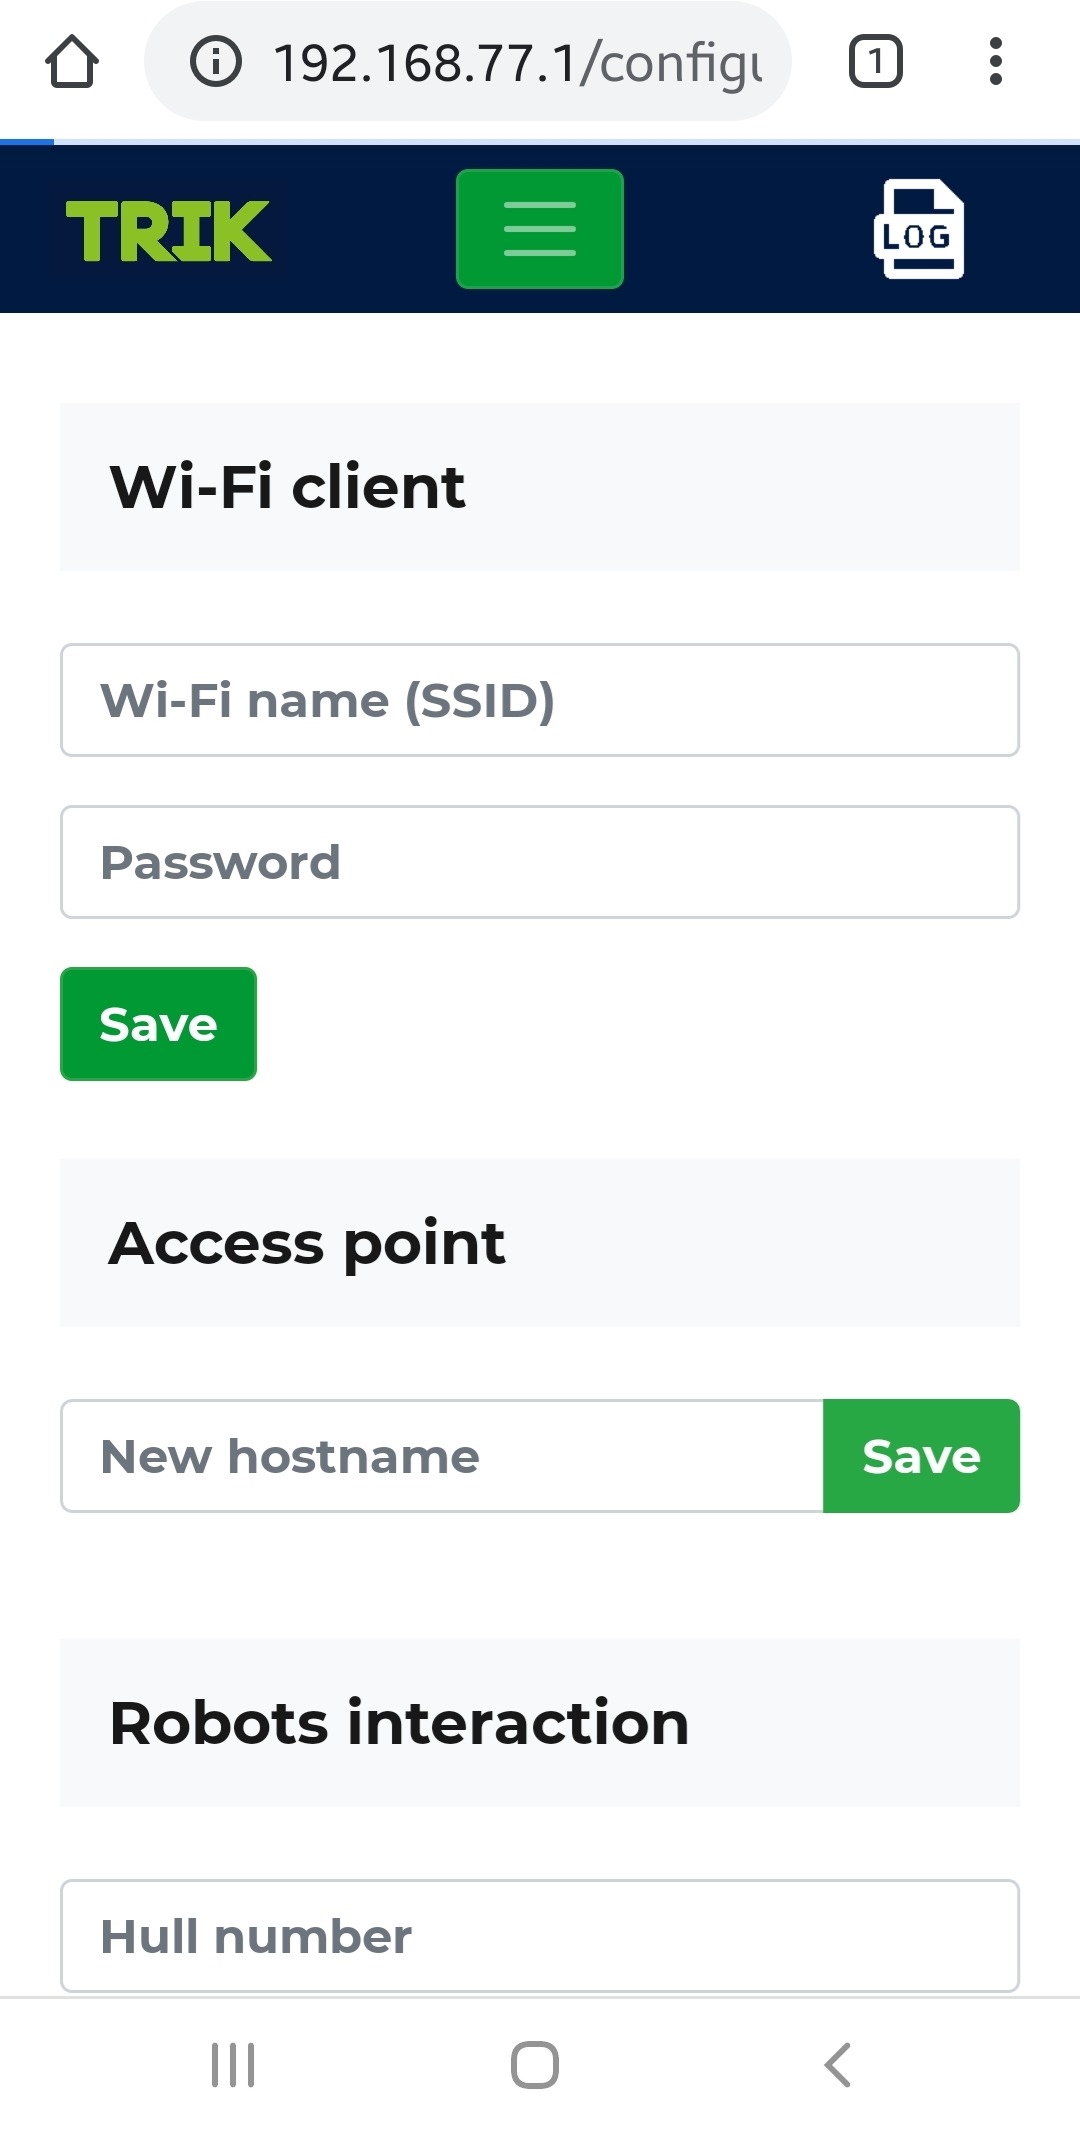 192.168.77.1/config
1
TRIK
LOG
Wi-Fi client
Wi-Fi name (SSID)
Password
Save
Access point
New hostname
Save
Robots interaction
Hull number